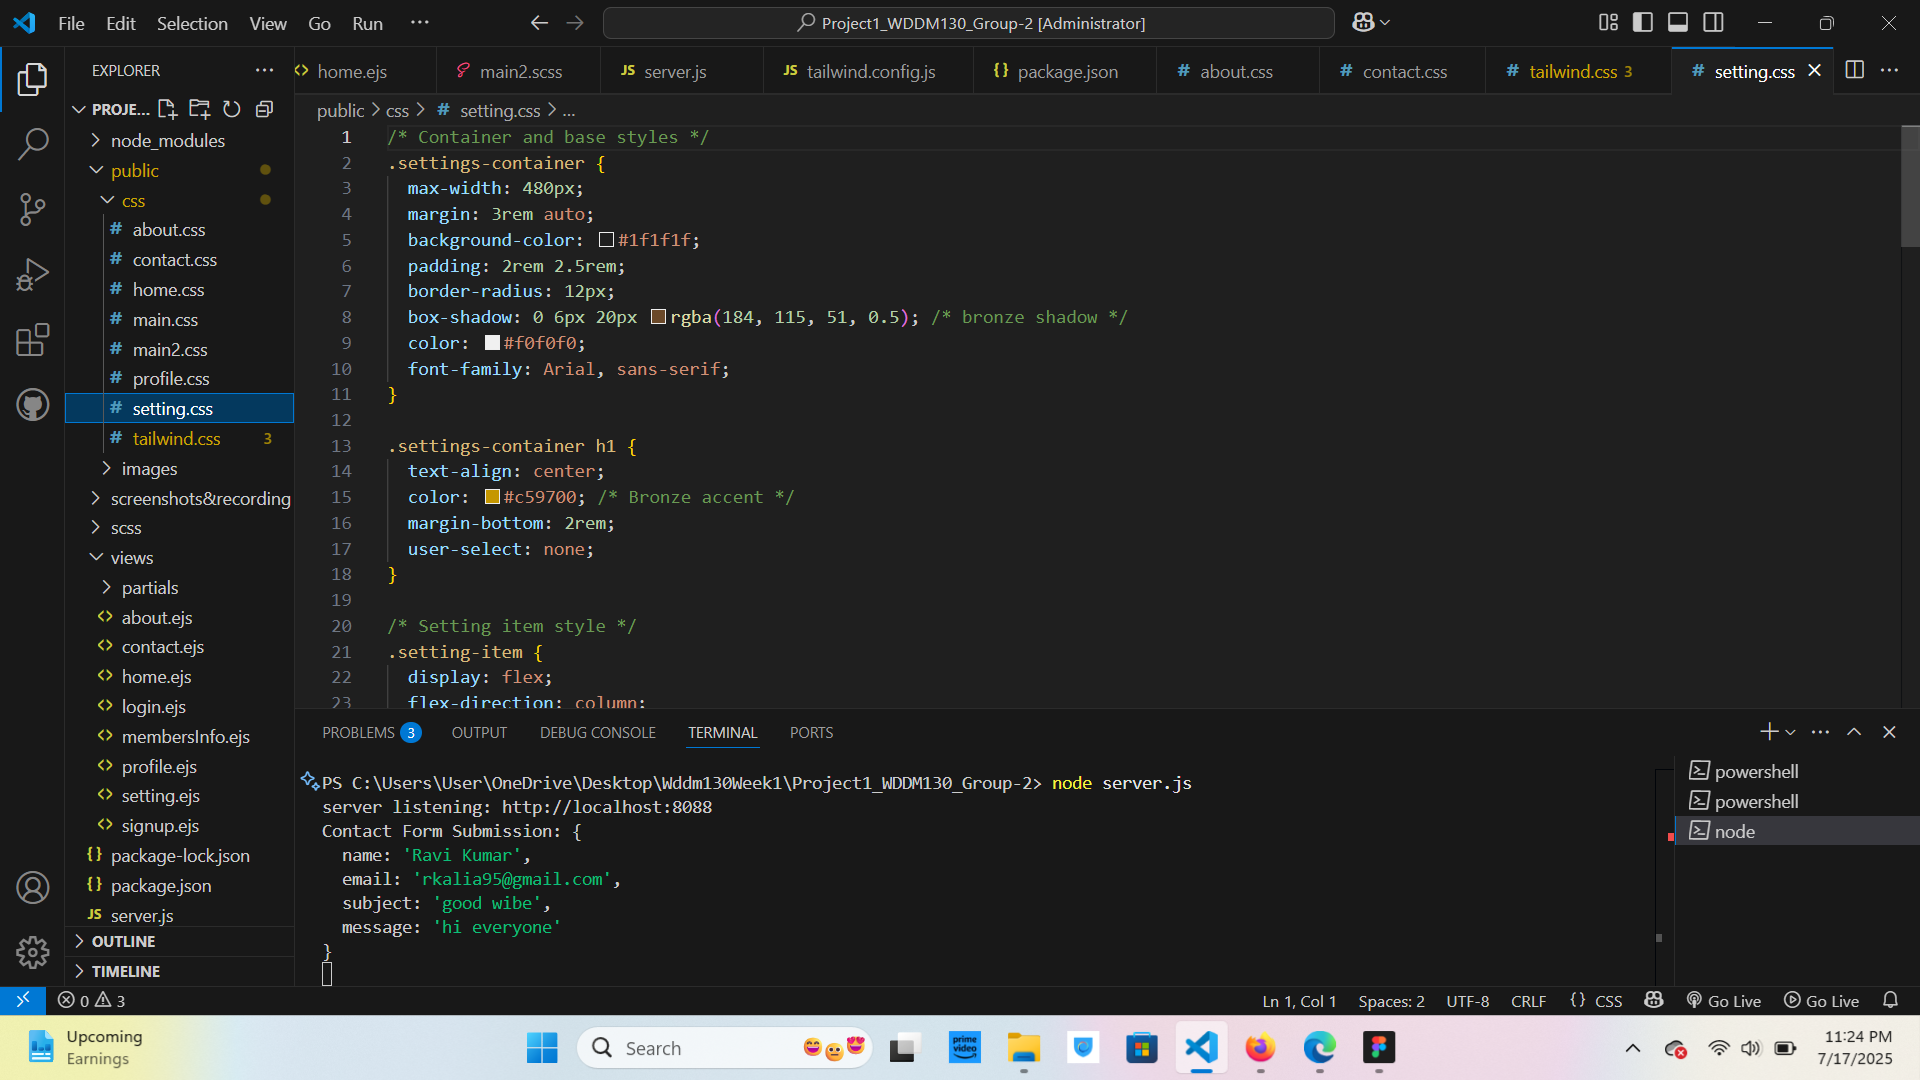 File Edit Selection View Go Run ···
Project1_WDDM130_Group-2 [Administrator]
EXPLORER ···
home.ejs
main2.scss
JS server.js
JS tailwind.config.js
{} package.json
# about.css
# contact.css
# tailwind.css 3
# setting.css
PROJE...
public > css > # setting.css > ...
node_modules
public
css
# about.css
# contact.css
# home.css
# main.css
# main2.css
# profile.css
# setting.css
# tailwind.css 3
images
screenshots&recording
scss
views
partials
<> about.ejs
<> contact.ejs
<> home.ejs
<> login.ejs
<> membersInfo.ejs
<> profile.ejs
<> setting.ejs
<> signup.ejs
{} package-lock.json
{} package.json
JS server.js
OUTLINE
TIMELINE
1 /* Container and base styles */
2 .settings-container {
3 max-width: 480px;
4 margin: 3rem auto;
5 background-color: #1f1f1f;
6 padding: 2rem 2.5rem;
7 border-radius: 12px;
8 box-shadow: 0 6px 20px rgba(184, 115, 51, 0.5); /* bronze shadow */
9 color: #f0f0f0;
10 font-family: Arial, sans-serif;
11 }
12
13 .settings-container h1 {
14 text-align: center;
15 color: #c59700; /* Bronze accent */
16 margin-bottom: 2rem;
17 user-select: none;
18 }
19
20 /* Setting item style */
21 .setting-item {
22 display: flex;
23 flex-direction: column;
PROBLEMS 3 OUTPUT DEBUG CONSOLE TERMINAL PORTS
PS C:\Users\User\OneDrive\Desktop\Wddm130Week1\Project1_WDDM130_Group-2> node server.js
server listening: http://localhost:8088
Contact Form Submission: {
name: 'Ravi Kumar',
email: 'rkalia95@gmail.com',
subject: 'good wibe',
message: 'hi everyone'
}
powershell
powershell
node
0 3
Ln 1, Col 1 Spaces: 2 UTF-8 CRLF {} CSS Go Live Go Live
Upcoming
Earnings
Search
prime video
11:24 PM
7/17/2025